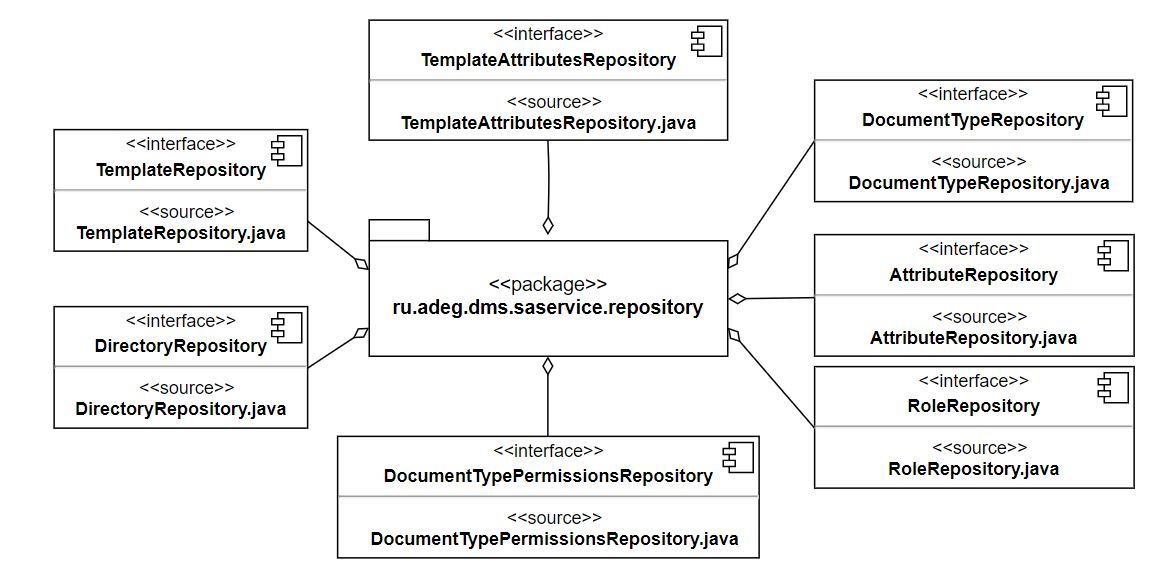 <<interface>>
TemplateAttributesRepository
<<source>>
TemplateAttributesRepository.java
<<interface>>
DocumentTypeRepository
<<source>>
DocumentTypeRepository.java
<<interface>>
TemplateRepository
<<source>>
TemplateRepository.java
<<package>>
ru.adeg.dms.saservice.repository
<<interface>>
AttributeRepository
<<source>>
AttributeRepository.java
<<interface>>
DirectoryRepository
<<source>>
DirectoryRepository.java
<<interface>>
RoleRepository
<<source>>
RoleRepository.java
<<interface>>
DocumentTypePermissionsRepository
<<source>>
DocumentTypePermissionsRepository.java